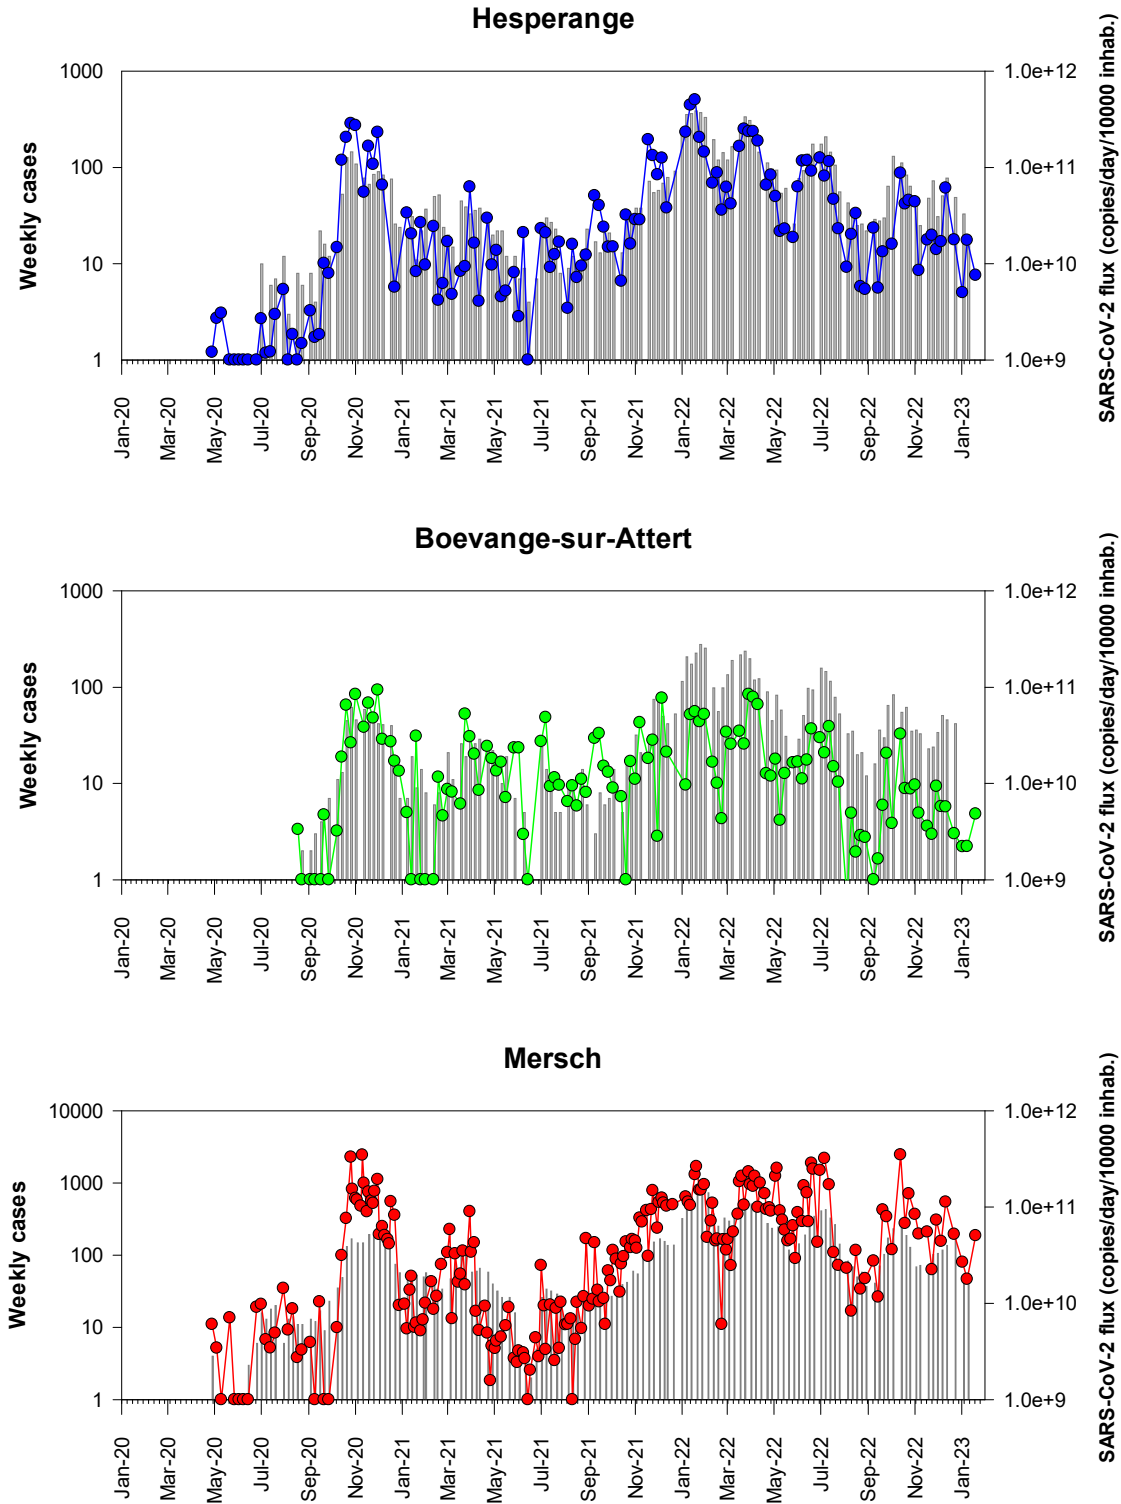 Hesperange
Weekly cases
SARS-CoV-2 flux (copies/day/10000 inhab.)
1000
100
10
1
1.0e+12
1.0e+11
1.0e+10
1.0e+9
Jan-20
Mar-20
May-20
Jul-20
Sep-20
Nov-20
Jan-21
Mar-21
May-21
Jul-21
Sep-21
Nov-21
Jan-22
Mar-22
May-22
Jul-22
Sep-22
Nov-22
Jan-23
Boevange-sur-Attert
Weekly cases
SARS-CoV-2 flux (copies/day/10000 inhab.)
1000
100
10
1
1.0e+12
1.0e+11
1.0e+10
1.0e+9
Jan-20
Mar-20
May-20
Jul-20
Sep-20
Nov-20
Jan-21
Mar-21
May-21
Jul-21
Sep-21
Nov-21
Jan-22
Mar-22
May-22
Jul-22
Sep-22
Nov-22
Jan-23
Mersch
Weekly cases
SARS-CoV-2 flux (copies/day/10000 inhab.)
10000
1000
100
10
1
1.0e+12
1.0e+11
1.0e+10
1.0e+9
Jan-20
Mar-20
May-20
Jul-20
Sep-20
Nov-20
Jan-21
Mar-21
May-21
Jul-21
Sep-21
Nov-21
Jan-22
Mar-22
May-22
Jul-22
Sep-22
Nov-22
Jan-23